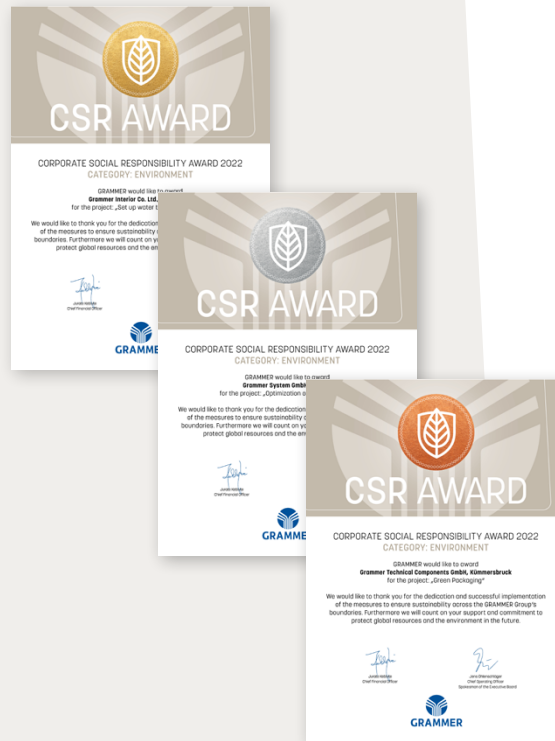 CSR AWARD
CORPORATE SOCIAL RESPONSIBILITY AWARD 2022
CATEGORY: ENVIRONMENT
GRAMMER would like to award
Grammer Interior Co. Ltd.
for the project: „Set up water
We would like to thank you for the dedication
of the measures to ensure sustainability
boundaries. Furthermore we will count on
protect global resources and the
Chief Financial Officer
GRAMME
CSR AWARD
CORPORATE SOCIAL RESPONSIBILITY AWARD 2022
CATEGORY: ENVIRONMENT
GRAMMER would like to award
Grammer System GmbH
for the project: „Optimization
We would like to thank you for the dedication
of the measures to ensure sustainability
boundaries. Furthermore we will count on
protect global resources and the
Chief Financial Officer
GRAMMER
CSR AWARD
CORPORATE SOCIAL RESPONSIBILITY AWARD 2022
CATEGORY: ENVIRONMENT
GRAMMER would like to award
Grammer Technical Components GmbH, Kümmersbruck
for the project: „Green Packaging“
We would like to thank you for the dedication and successful implementation
of the measures to ensure sustainability across the GRAMMER Group's
boundaries. Furthermore we will count on your support and commitment to
protect global resources and the environment in the future.
Chief Financial Officer
Chief Operating Officer
Spokesman of the Executive Board
GRAMMER